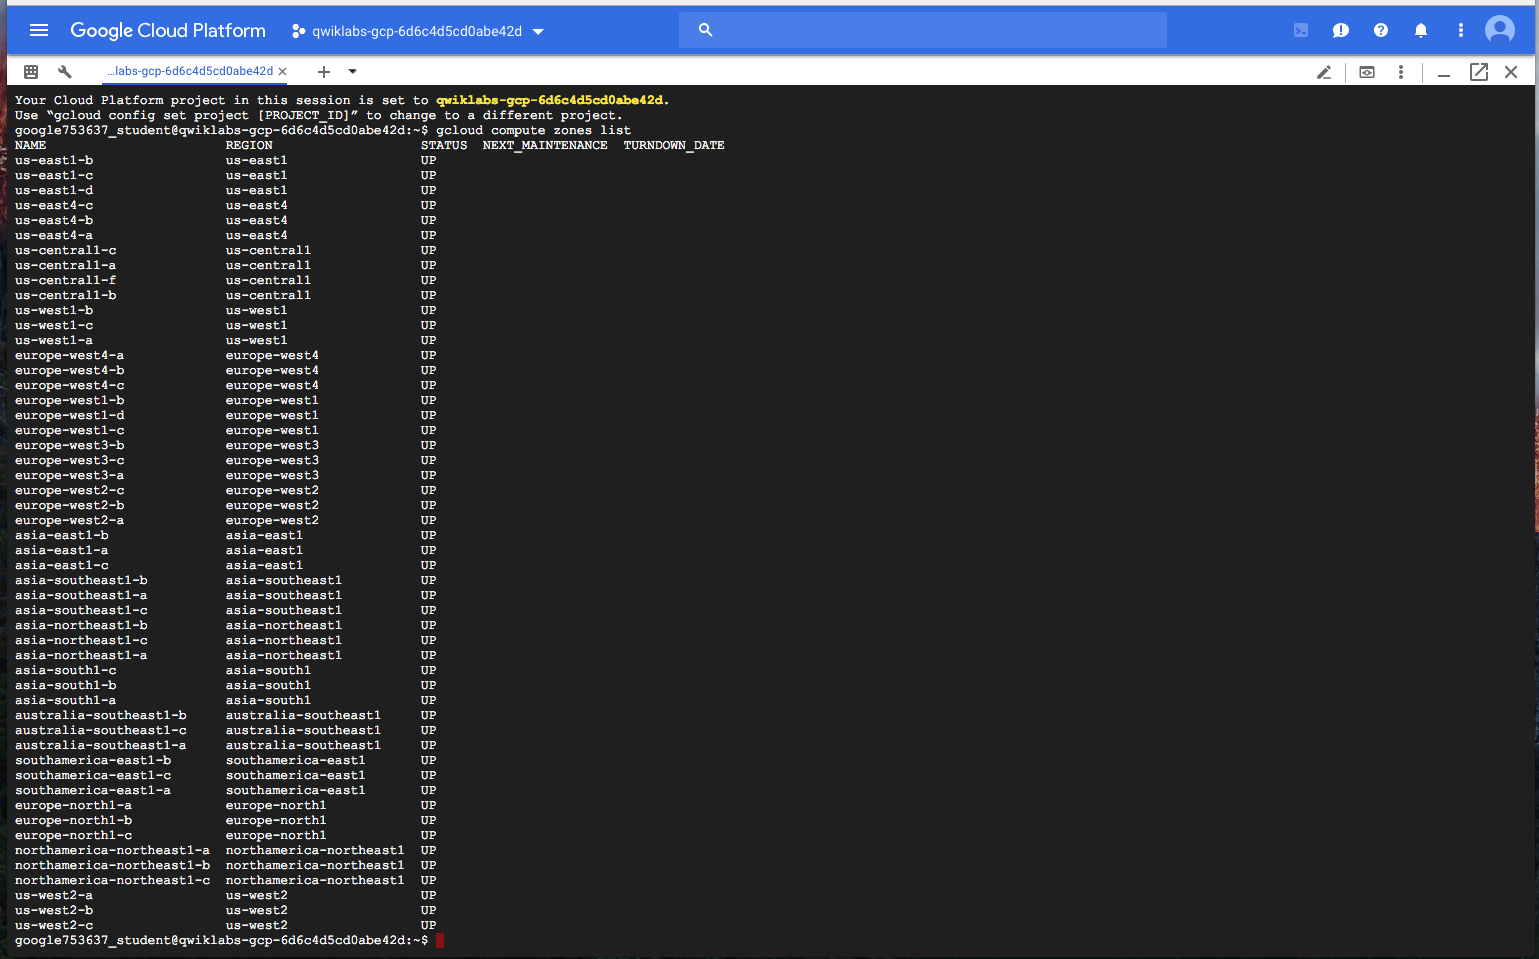 Google Cloud Platform qwiklabs-gcp-6d6c4d5cd0abe42d
...labs-gcp-6d6c4d5cd0abe42d
Your Cloud Platform project in this session is set to qwiklabs-gcp-6d6c4d5cd0abe42d.
Use “gcloud config set project [PROJECT_ID]” to change to a different project.
google753637_student@qwiklabs-gcp-6d6c4d5cd0abe42d:~$ gcloud compute zones list
NAME REGION STATUS NEXT_MAINTENANCE TURNDOWN_DATE
us-east1-b us-east1 UP
us-east1-c us-east1 UP
us-east1-d us-east1 UP
us-east4-c us-east4 UP
us-east4-b us-east4 UP
us-east4-a us-east4 UP
us-central1-c us-central1 UP
us-central1-a us-central1 UP
us-central1-f us-central1 UP
us-central1-b us-central1 UP
us-west1-b us-west1 UP
us-west1-c us-west1 UP
us-west1-a us-west1 UP
europe-west4-a europe-west4 UP
europe-west4-b europe-west4 UP
europe-west4-c europe-west4 UP
europe-west1-b europe-west1 UP
europe-west1-d europe-west1 UP
europe-west1-c europe-west1 UP
europe-west3-b europe-west3 UP
europe-west3-c europe-west3 UP
europe-west3-a europe-west3 UP
europe-west2-c europe-west2 UP
europe-west2-b europe-west2 UP
europe-west2-a europe-west2 UP
asia-east1-b asia-east1 UP
asia-east1-a asia-east1 UP
asia-east1-c asia-east1 UP
asia-southeast1-b asia-southeast1 UP
asia-southeast1-a asia-southeast1 UP
asia-southeast1-c asia-southeast1 UP
asia-northeast1-b asia-northeast1 UP
asia-northeast1-c asia-northeast1 UP
asia-northeast1-a asia-northeast1 UP
asia-south1-c asia-south1 UP
asia-south1-b asia-south1 UP
asia-south1-a asia-south1 UP
australia-southeast1-b australia-southeast1 UP
australia-southeast1-c australia-southeast1 UP
australia-southeast1-a australia-southeast1 UP
southamerica-east1-b southamerica-east1 UP
southamerica-east1-c southamerica-east1 UP
southamerica-east1-a southamerica-east1 UP
europe-north1-a europe-north1 UP
europe-north1-b europe-north1 UP
europe-north1-c europe-north1 UP
northamerica-northeast1-a northamerica-northeast1 UP
northamerica-northeast1-b northamerica-northeast1 UP
northamerica-northeast1-c northamerica-northeast1 UP
us-west2-a us-west2 UP
us-west2-b us-west2 UP
us-west2-c us-west2 UP
google753637_student@qwiklabs-gcp-6d6c4d5cd0abe42d:~$